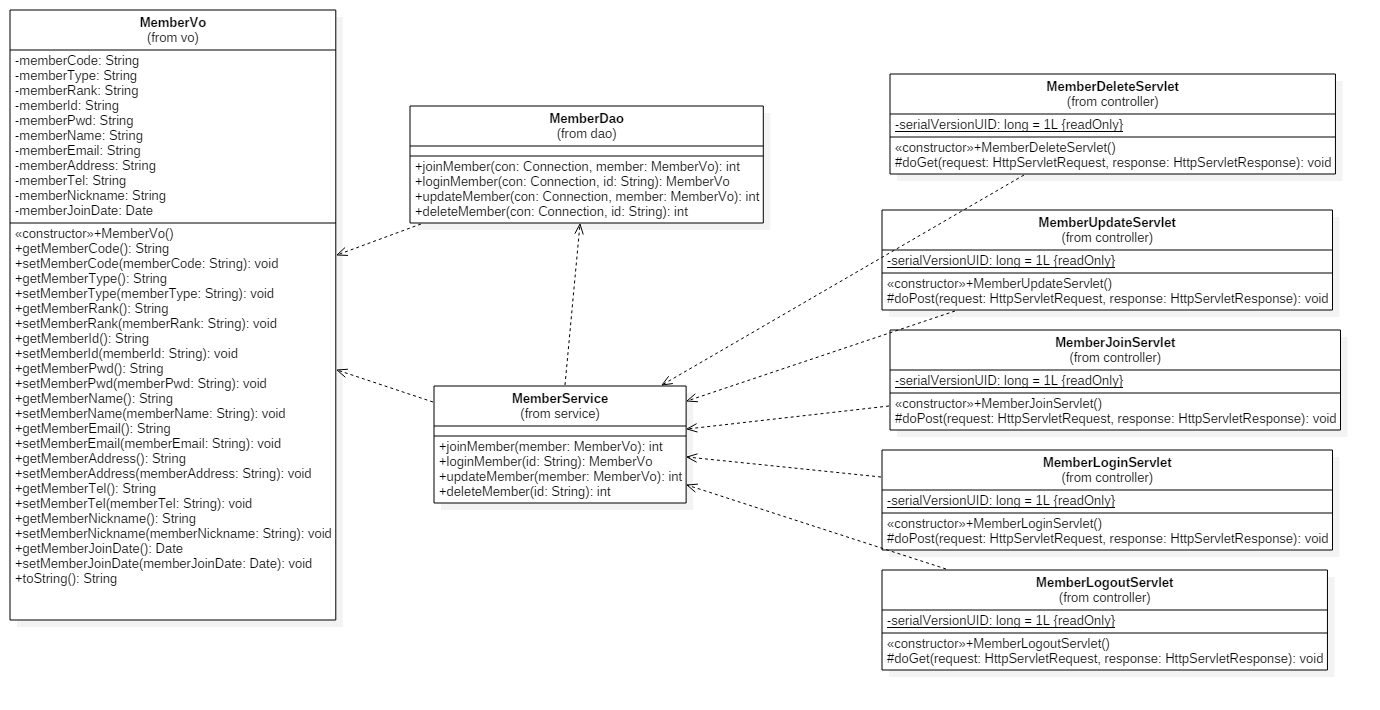 MemberVo
(from vo)
-memberCode: String
-memberType: String
-memberRank: String
-memberId: String
-memberPwd: String
-memberName: String
-memberEmail: String
-memberAddress: String
-memberTel: String
-memberNickname: String
-memberJoinDate: Date
«constructor»+MemberVo()
+getMemberCode(): String
+setMemberCode(memberCode: String): void
+getMemberType(): String
+setMemberType(memberType: String): void
+getMemberRank(): String
+setMemberRank(memberRank: String): void
+getMemberId(): String
+setMemberId(memberId: String): void
+getMemberPwd(): String
+setMemberPwd(memberPwd: String): void
+getMemberName(): String
+setMemberName(memberName: String): void
+getMemberEmail(): String
+setMemberEmail(memberEmail: String): void
+getMemberAddress(): String
+setMemberAddress(memberAddress: String): void
+getMemberTel(): String
+setMemberTel(memberTel: String): void
+getMemberNickname(): String
+setMemberNickname(memberNickname: String): void
+getMemberJoinDate(): Date
+setMemberJoinDate(memberJoinDate: Date): void
+toString(): String
MemberDao
(from dao)
+joinMember(con: Connection, member: MemberVo): int
+loginMember(con: Connection, id: String): MemberVo
+updateMember(con: Connection, member: MemberVo): int
+deleteMember(con: Connection, id: String): int
MemberService
(from service)
+joinMember(member: MemberVo): int
+loginMember(id: String): MemberVo
+updateMember(member: MemberVo): int
+deleteMember(id: String): int
MemberDeleteServlet
(from controller)
-serialVersionUID: long = 1L {readOnly}
«constructor»+MemberDeleteServlet()
#doGet(request: HttpServletRequest, response: HttpServletResponse): void
MemberUpdateServlet
(from controller)
-serialVersionUID: long = 1L {readOnly}
«constructor»+MemberUpdateServlet()
#doPost(request: HttpServletRequest, response: HttpServletResponse): void
MemberJoinServlet
(from controller)
-serialVersionUID: long = 1L {readOnly}
«constructor»+MemberJoinServlet()
#doPost(request: HttpServletRequest, response: HttpServletResponse): void
MemberLoginServlet
(from controller)
-serialVersionUID: long = 1L {readOnly}
«constructor»+MemberLoginServlet()
#doPost(request: HttpServletRequest, response: HttpServletResponse): void
MemberLogoutServlet
(from controller)
-serialVersionUID: long = 1L {readOnly}
«constructor»+MemberLogoutServlet()
#doGet(request: HttpServletRequest, response: HttpServletResponse): void